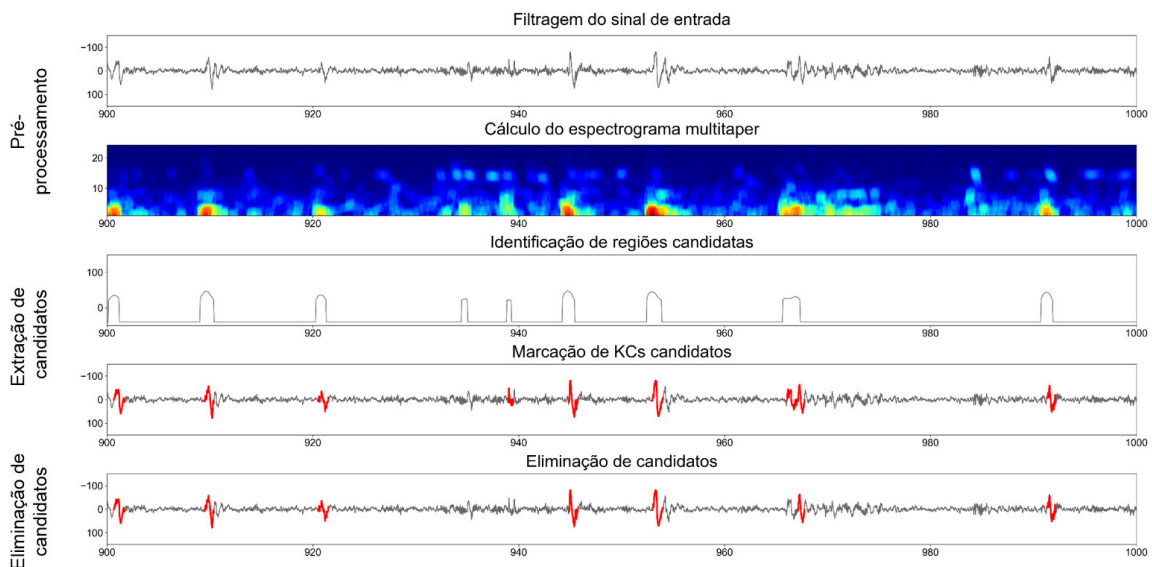 Filtragem do sinal de entrada
−100
0
100
900 920 940 960 980 1000
Pré-
processamento
Cálculo do espectrograma multitaper
20
10
900 920 940 960 980 1000
Identificação de regiões candidatas
100
0
900 920 940 960 980 1000
Extração de
candidatos
Marcação de KCs candidatos
−100
0
100
900 920 940 960 980 1000
Eliminação de
candidatos
Eliminação de candidatos
−100
0
100
900 920 940 960 980 1000